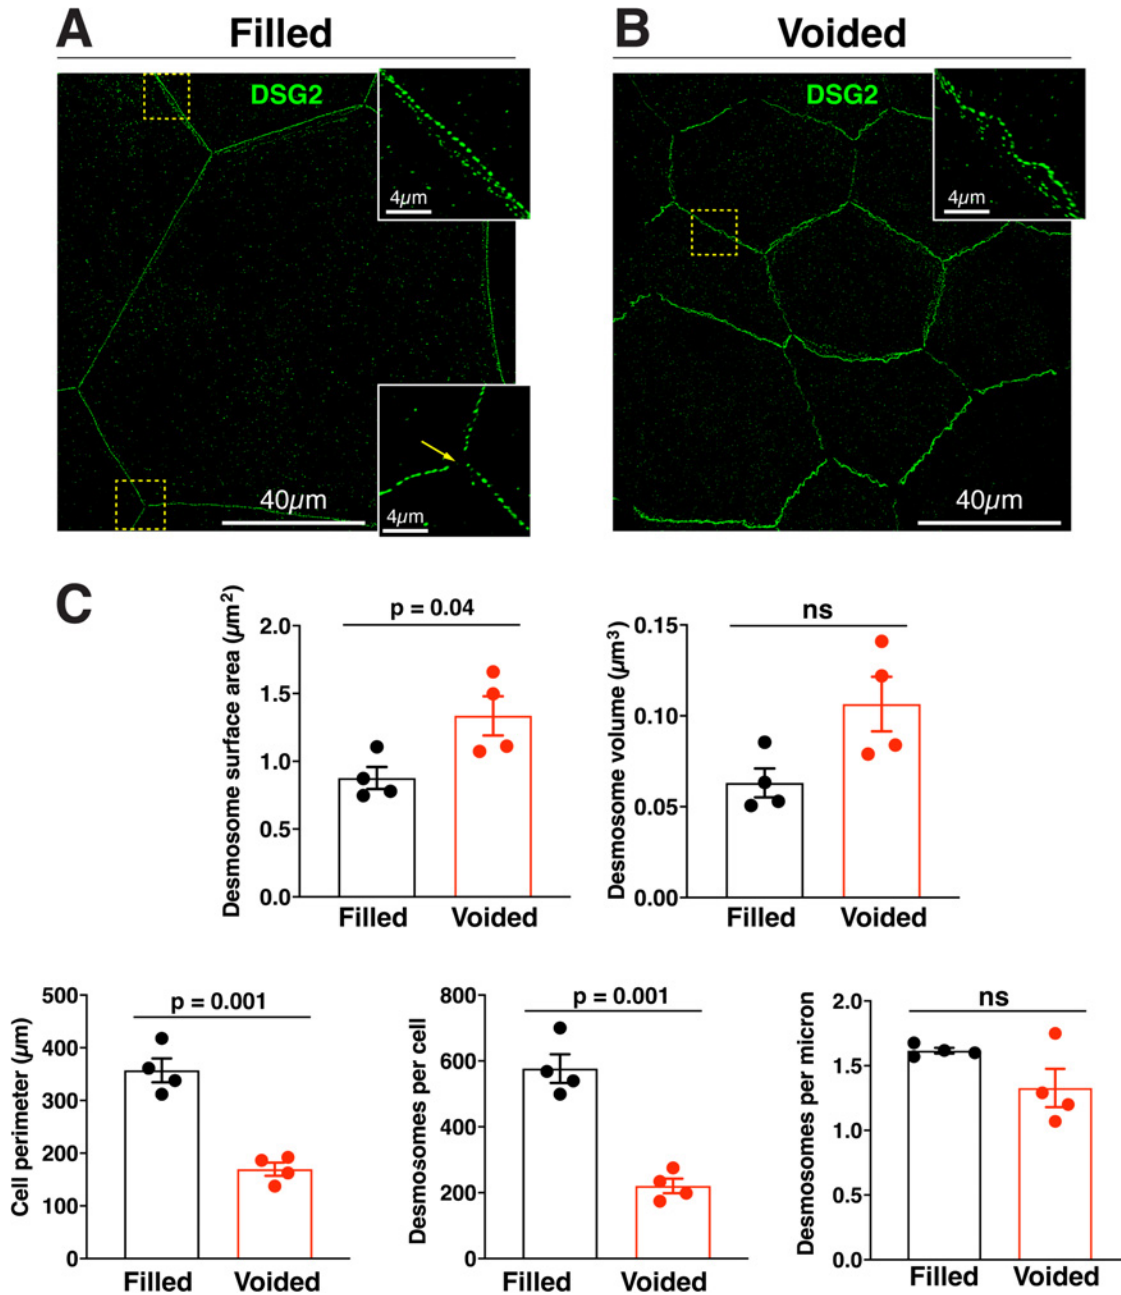 A Filled
B Voided
DSG2
4µm
4µm
40µm
DSG2
4µm
40µm
C
Desmosome surface area (µm²)
p = 0.04
2.0
1.5
1.0
0.5
0.0
Filled Voided
Desmosome volume (µm³)
ns
0.15
0.10
0.05
0.00
Filled Voided
Cell perimeter (µm)
p = 0.001
500
400
300
200
100
0
Filled Voided
Desmosomes per cell
p = 0.001
800
600
400
200
0
Filled Voided
Desmosomes per micron
ns
2.0
1.5
1.0
0.5
0.0
Filled Voided